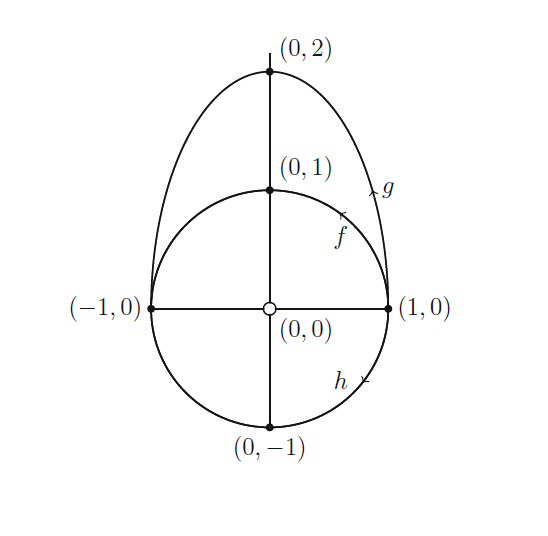 (0, 2)
(0, 1)
g
f
(−1, 0)
(1, 0)
(0, 0)
h
(0, −1)